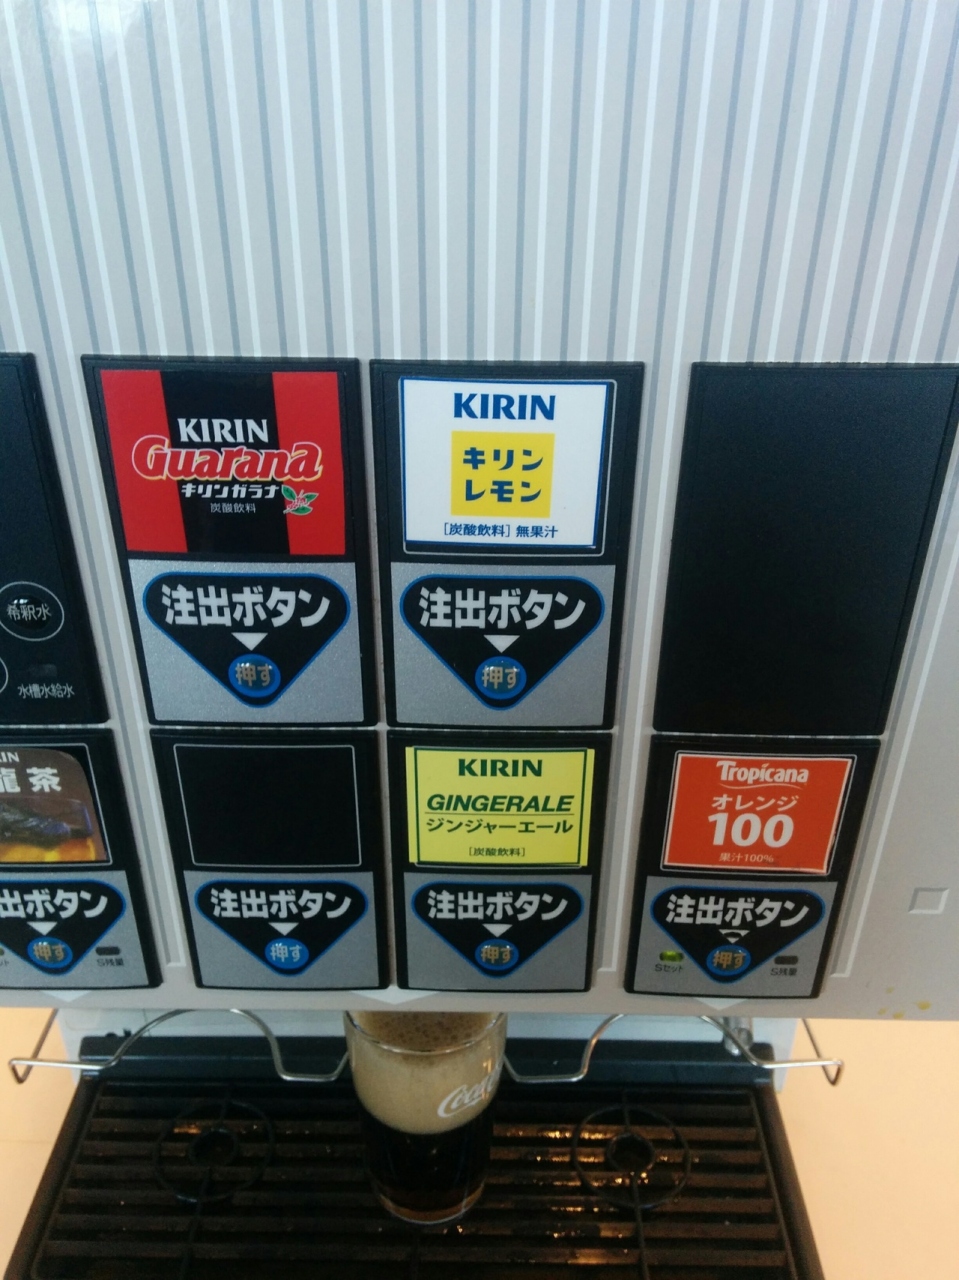 KIRIN
Guarana
キリンガラナ
炭酸飲料
注出ボタン
押す
KIRIN
キリン
レモン
[炭酸飲料] 無果汁
注出ボタン
押す
希釈水
水槽水給水
龍茶
出ボタン
押す
S残量
注出ボタン
押す
KIRIN
GINGERALE
ジンジャーエール
[炭酸飲料]
注出ボタン
押す
Tropicana
オレンジ
100
果汁100%
注出ボタン
押す
Sセット
S残量